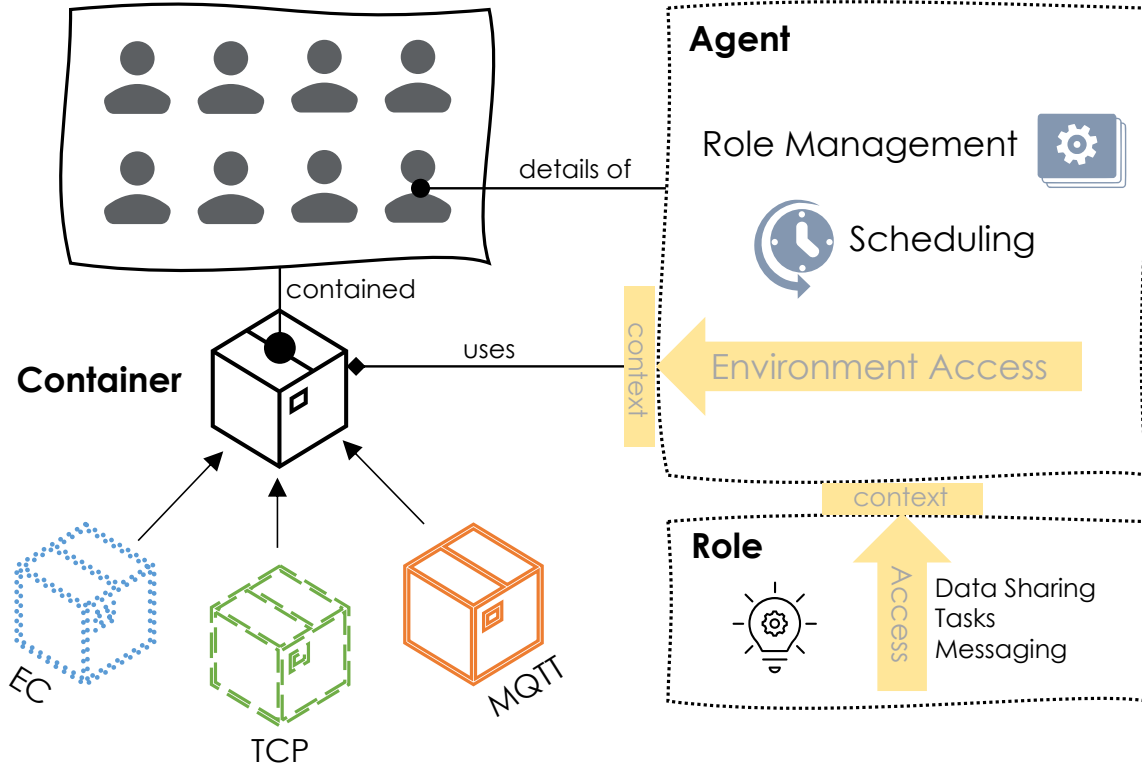 Agent
Role Management
details of
Scheduling
contained
context
uses
Environment Access
Container
context
Role
Access
Data Sharing
Tasks
Messaging
EC
TCP
MQTT